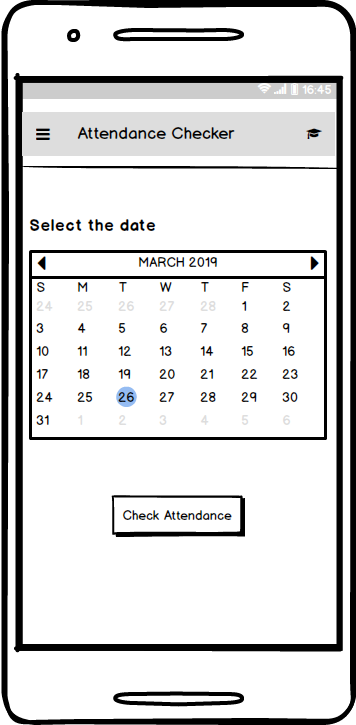 16:45
Attendance Checker
Select the date
MARCH 2019
S M T W T F S
24 25 26 27 28 1 2
3 4 5 6 7 8 9
10 11 12 13 14 15 16
17 18 19 20 21 22 23
24 25 26 27 28 29 30
31 1 2 3 4 5 6
Check Attendance